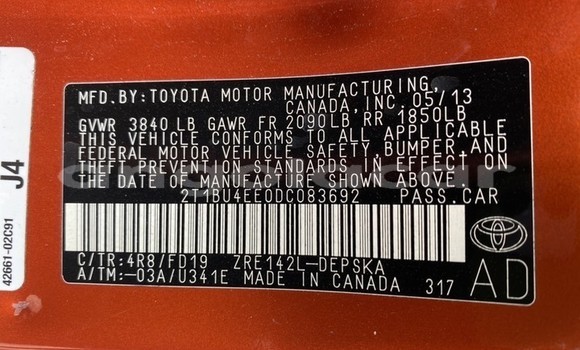 MFD.BY:TOYOTA MOTOR MANUFACTURING,
CANADA,INC. 05/13
GVWR 3840 LB GAWR FR 2090LB, RR 1850LB
THIS VEHICLE CONFORMS TO ALL APPLICABLE
FEDERAL MOTOR VEHICLE SAFETY,BUMPER,AND
THEFT PREVENTION STANDARDS IN EFFECT ON
THE DATE OF MANUFACTURE SHOWN ABOVE.
2T1BU4EE0DC083692 PASS.CAR
C/TR:4R8/FD19 ZRE142L-DEPSKA
A/TM:-03A/U341E MADE IN CANADA 317
AD
J4
42661-02C91